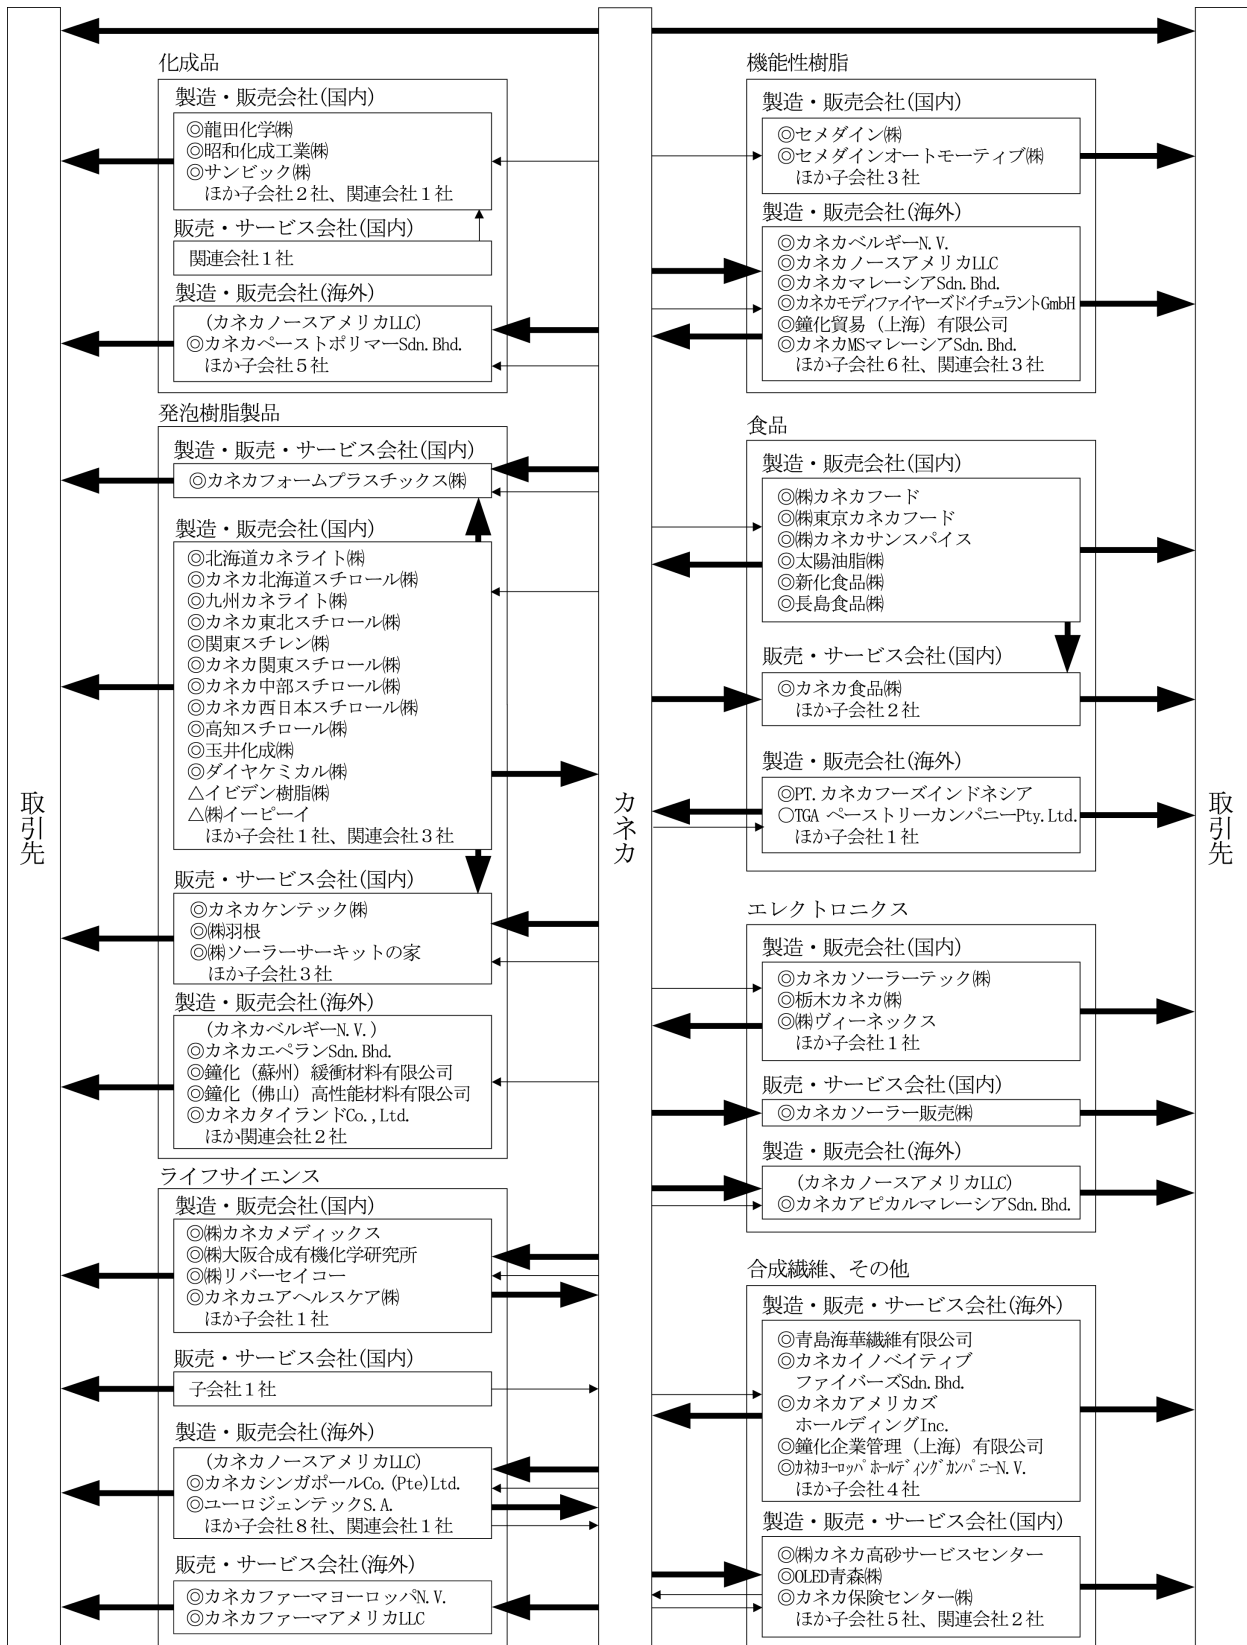 取引先
化成品
製造・販売会社(国内)
◎龍田化学㈱
◎昭和化成工業㈱
◎サンビック㈱
ほか子会社２社、関連会社１社
販売・サービス会社(国内)
関連会社１社
製造・販売会社(海外)
(カネカノースアメリカLLC)
◎カネカペーストポリマーSdn.Bhd.
ほか子会社５社
発泡樹脂製品
製造・販売・サービス会社(国内)
◎カネカフォームプラスチックス㈱
製造・販売会社(国内)
◎北海道カネライト㈱
◎カネカ北海道スチロール㈱
◎九州カネライト㈱
◎カネカ東北スチロール㈱
◎関東スチレン㈱
◎カネカ関東スチロール㈱
◎カネカ中部スチロール㈱
◎カネカ西日本スチロール㈱
◎高知スチロール㈱
◎玉井化成㈱
◎ダイヤケミカル㈱
△イビデン樹脂㈱
△㈱イーピーイ
ほか子会社１社、関連会社３社
販売・サービス会社(国内)
◎カネカケンテック㈱
◎㈱羽根
◎㈱ソーラーサーキットの家
ほか子会社３社
製造・販売会社(海外)
(カネカベルギーN.V.)
◎カネカエペランSdn.Bhd.
◎鐘化（蘇州）緩衝材料有限公司
◎鐘化（佛山）高性能材料有限公司
◎カネカタイランドCo.,Ltd.
ほか関連会社２社
ライフサイエンス
製造・販売会社(国内)
◎㈱カネカメディックス
◎㈱大阪合成有機化学研究所
◎㈱リバーセイコー
◎カネカユアヘルスケア㈱
ほか子会社１社
販売・サービス会社(国内)
子会社１社
製造・販売会社(海外)
(カネカノースアメリカLLC)
◎カネカシンガポールCo.(Pte)Ltd.
◎ユーロジェンテックS.A.
ほか子会社８社、関連会社１社
販売・サービス会社(海外)
◎カネカファーマヨーロッパN.V.
◎カネカファーマアメリカLLC
カネカ
機能性樹脂
製造・販売会社(国内)
◎セメダイン㈱
◎セメダインオートモーティブ㈱
ほか子会社３社
製造・販売会社(海外)
◎カネカベルギーN.V.
◎カネカノースアメリカLLC
◎カネカマレーシアSdn.Bhd.
◎カネカモディファイヤーズドイチュラントGmbH
◎鐘化貿易（上海）有限公司
◎カネカMSマレーシアSdn.Bhd.
ほか子会社６社、関連会社３社
食品
製造・販売会社(国内)
◎㈱カネカフード
◎㈱東京カネカフード
◎㈱カネカサンスパイス
◎太陽油脂㈱
◎新化食品㈱
◎長島食品㈱
販売・サービス会社(国内)
◎カネカ食品㈱
ほか子会社２社
製造・販売会社(海外)
◎PT.カネカフーズインドネシア
○TGA ペーストリーカンパニーPty.Ltd.
ほか子会社１社
エレクトロニクス
製造・販売会社(国内)
◎カネカソーラーテック㈱
◎栃木カネカ㈱
◎㈱ヴィーネックス
ほか子会社１社
販売・サービス会社(国内)
◎カネカソーラー販売㈱
製造・販売会社(海外)
(カネカノースアメリカLLC)
◎カネカアピカルマレーシアSdn.Bhd.
合成繊維、その他
製造・販売・サービス会社(海外)
◎青島海華繊維有限公司
◎カネカイノベイティブ
ファイバーズSdn.Bhd.
◎カネカアメリカズ
ホールディングInc.
◎鐘化企業管理（上海）有限公司
◎ｶﾈｶﾖｰﾛｯﾊﾟﾎｰﾙﾃﾞｨﾝｸﾞｶﾝﾊﾟﾆｰN.V.
ほか子会社４社
製造・販売・サービス会社(国内)
◎㈱カネカ高砂サービスセンター
◎OLED青森㈱
◎カネカ保険センター㈱
ほか子会社５社、関連会社２社
取引先